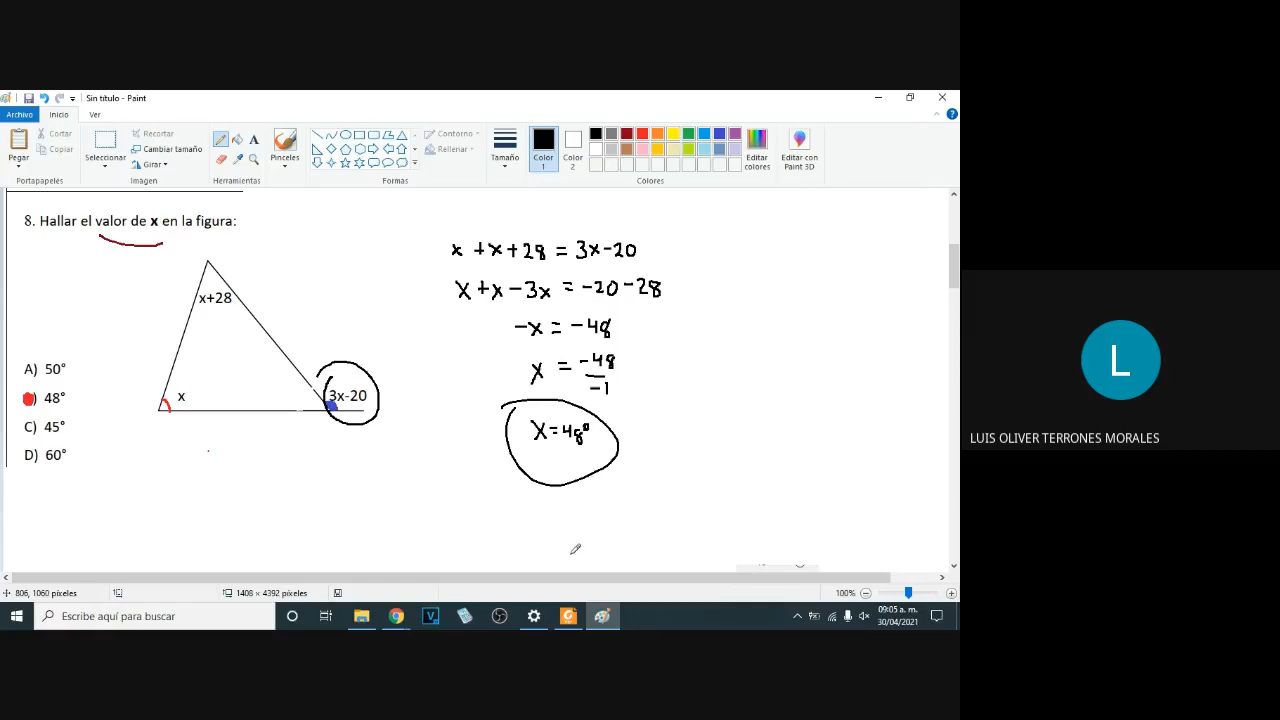 Sin título - Paint
Archivo Inicio Ver
Pegar
Cortar
Copiar
Portapapeles
Seleccionar
Recortar
Cambiar tamaño
Girar
Imagen
A
Herramientas
Pinceles
Contorno
Rellenar
Formas
Tamaño
Color 1
Color 2
Editar colores
Colores
Editar con Paint 3D
8. Hallar el valor de x en la figura:
x+28
x
3x-20
A) 50°
) 48°
C) 45°
D) 60°
x + x + 28 = 3x - 20
x + x - 3x = -20 - 28
-x = -48
x = -48
-1
x = 48°
806, 1060 píxeles
1408 × 4392 píxeles
100%
Escribe aquí para buscar
V
09:05 a. m.
30/04/2021
L
LUIS OLIVER TERRONES MORALES